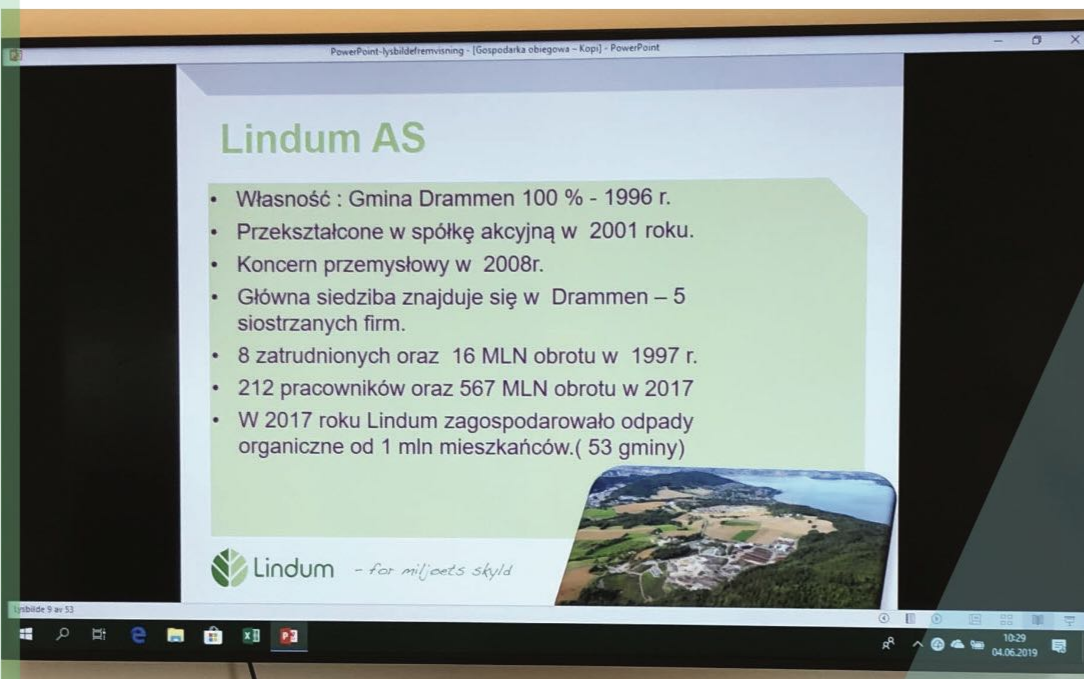 PowerPoint-lysbildefremvisning - [Gospodarka obiegowa – Kopi] - PowerPoint
Lindum AS
• Własność : Gmina Drammen 100 % - 1996 r.
• Przekształcone w spółkę akcyjną w 2001 roku.
• Koncern przemysłowy w 2008r.
• Główna siedziba znajduje się w Drammen – 5
siostrzanych firm.
• 8 zatrudnionych oraz 16 MLN obrotu w 1997 r.
• 212 pracowników oraz 567 MLN obrotu w 2017
• W 2017 roku Lindum zagospodarowało odpady
organiczne od 1 mln mieszkańców.( 53 gminy)
Lindum - for miljøets skyld
Lysbilde 9 av 53
10:29
04.06.2019